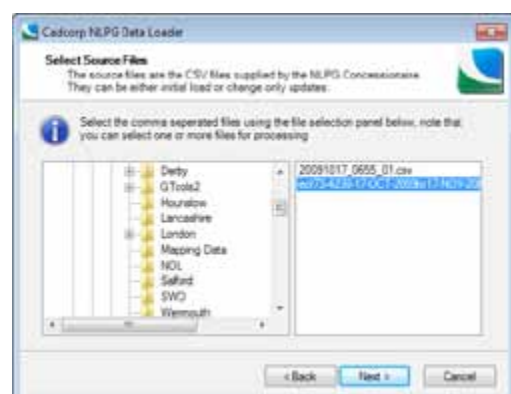 Cadcorp NLPG Data Loader
Select Source Files
The source files are the CSV files supplied by the NLPG Concessionaire.
They can be either initial load or change only updates.
Select the comma seperated files using the file selection panel below, note that
you can select one or more files for processing
Derby
GTools2
Hounslow
Lancashire
London
Mapping Data
NOL
Salford
SWO
Weymouth
20091017_0655_01.csv
< Back
Next >
Cancel